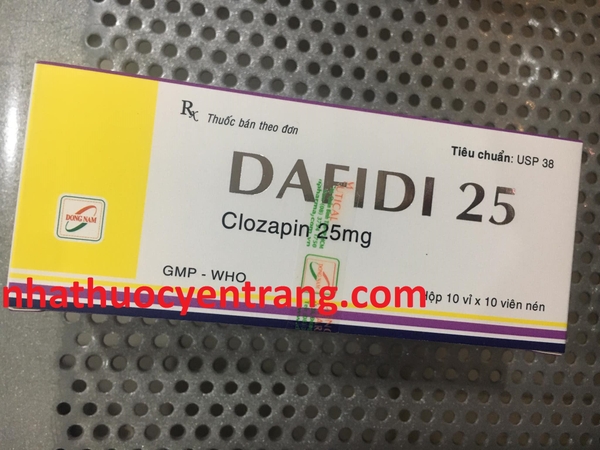 Rx Thuốc bán theo đơn
Tiêu chuẩn: USP 38
DAFIDI 25
Clozapin 25mg
DONG NAM
GMP - WHO
nhathuocyentrang.com
Hộp 10 vỉ x 10 viên nén